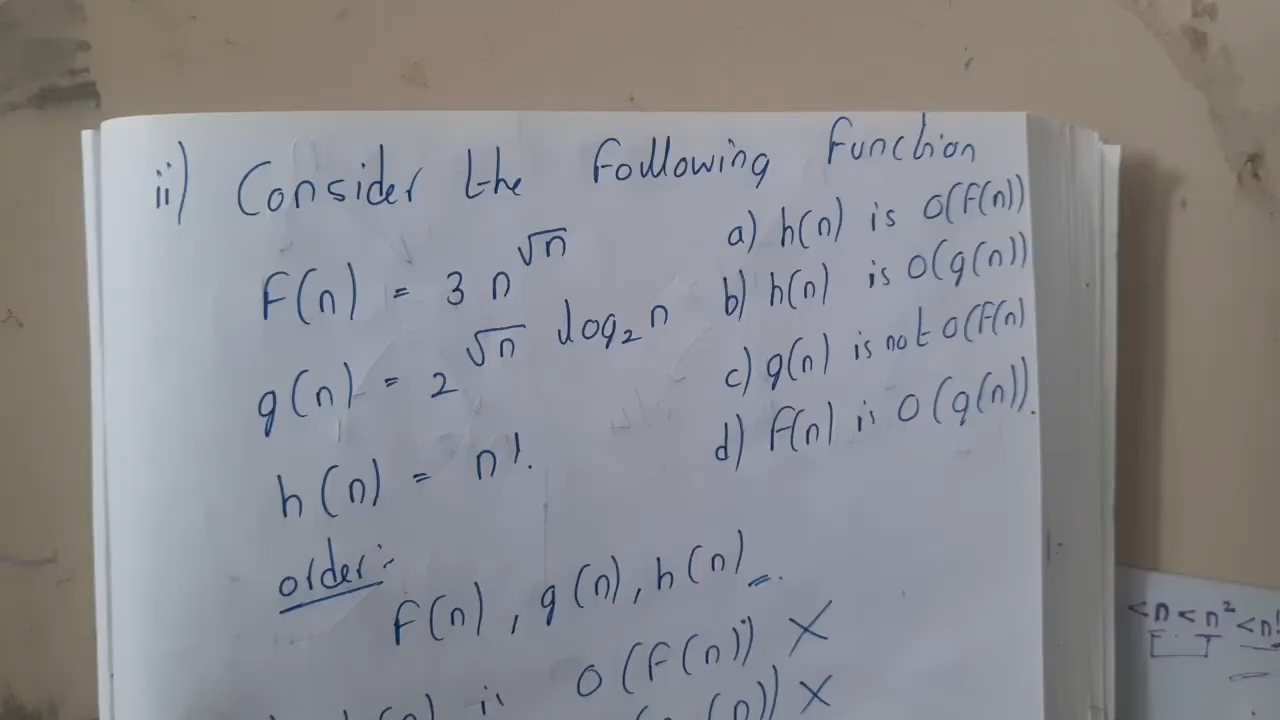 ii) Consider the following function
F(n) = 3 n^√n
g(n) = 2^√n log₂ n
h(n) = n!
a) h(n) is O(F(n))
b) h(n) is O(g(n))
c) g(n) is not O(F(n)
d) F(n) is O(g(n)).
order:-
F(n), g(n), h(n)
O(F(n)) X
(n)) X
< n < n² < n!